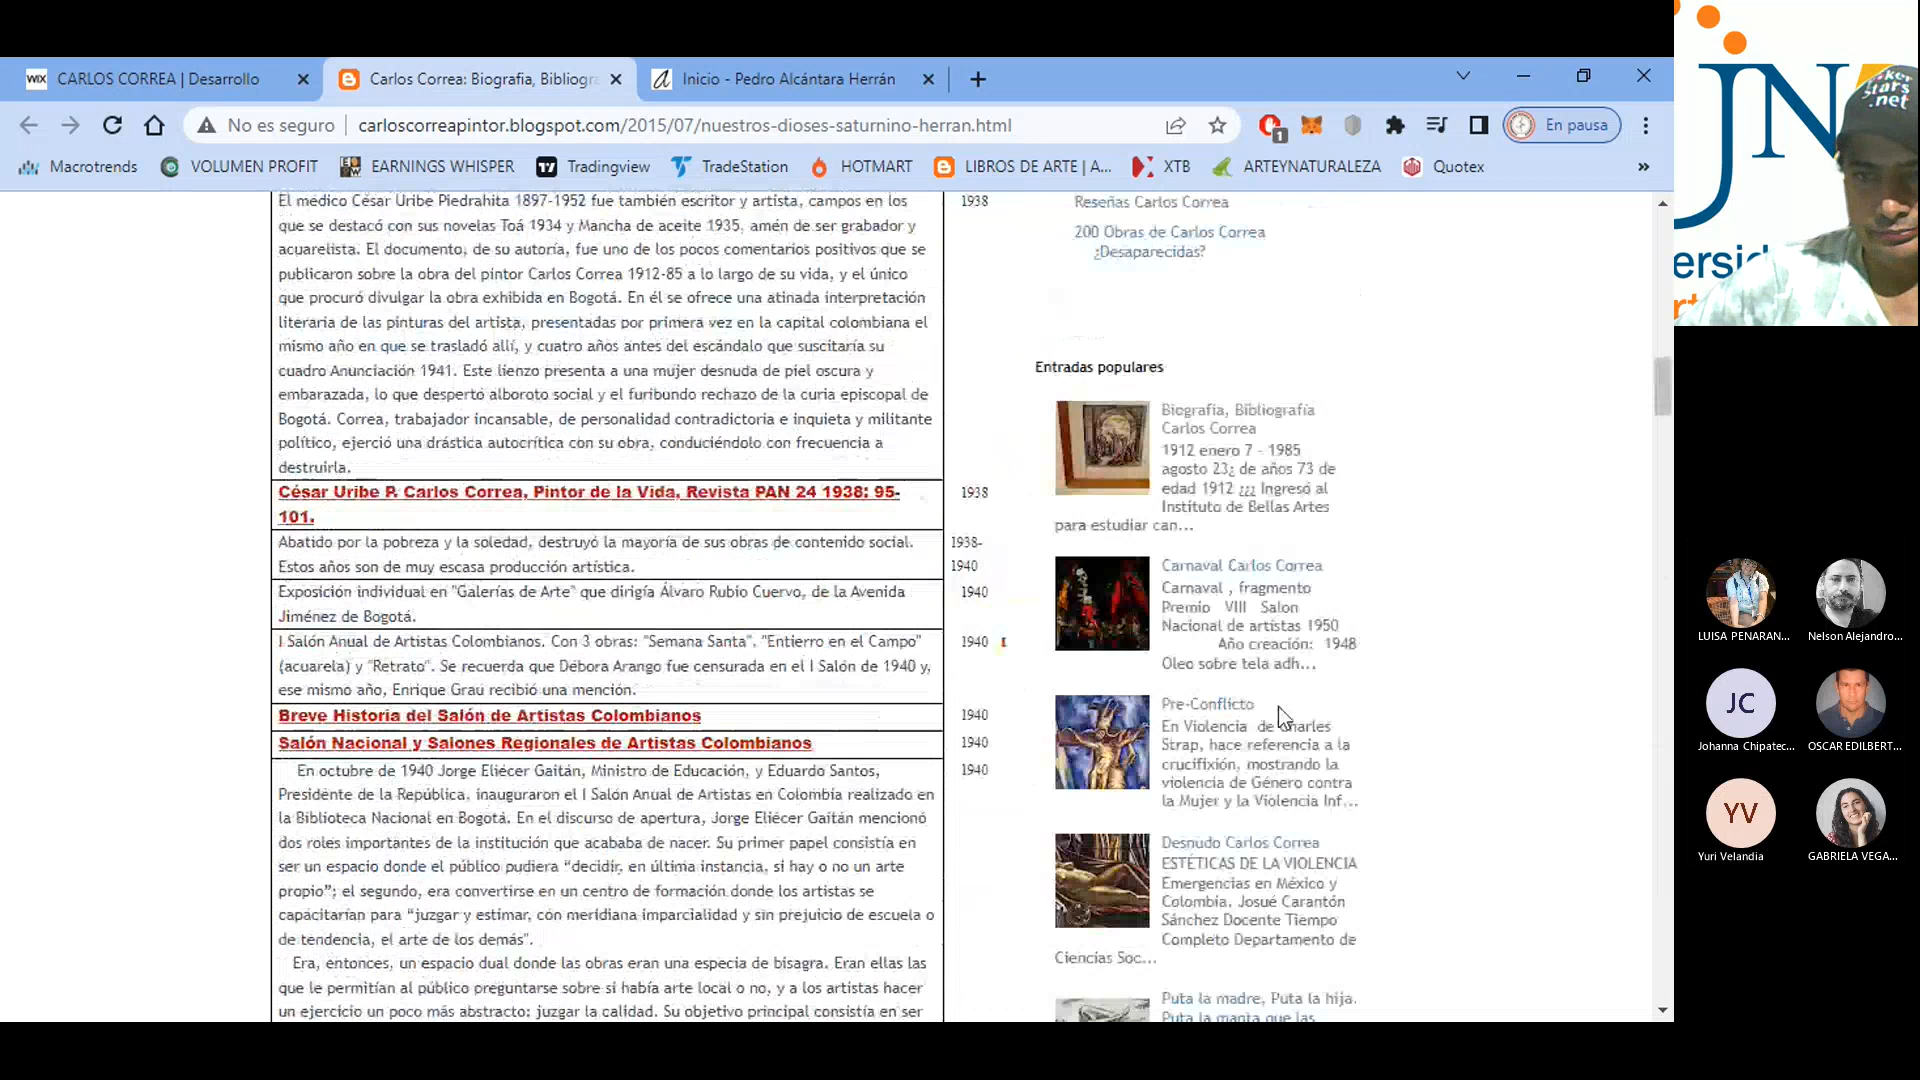 CARLOS CORREA | Desarrollo
Carlos Correa: Biografia, Bibliogra
Inicio - Pedro Alcántara Herrán
No es seguro
carloscorreapintor.blogspot.com/2015/07/nuestros-dioses-saturnino-herran.html
1
En pausa
Macrotrends
VOLUMEN PROFIT
EARNINGS WHISPER
Tradingview
TradeStation
HOTMART
LIBROS DE ARTE | A...
XTB
ARTEYNATURALEZA
Quotex
»
El médico César Uribe Piedrahita 1897-1952 fue también escritor y artista, campos en los
que se destacó con sus novelas Toá 1934 y Mancha de aceite 1935, amén de ser grabador y
acuarelista. El documento, de su autoría, fue uno de los pocos comentarios positivos que se
publicaron sobre la obra del pintor Carlos Correa 1912-85 a lo largo de su vida, y el único
que procuró divulgar la obra exhibida en Bogotá. En él se ofrece una atinada interpretación
literaria de las pinturas del artista, presentadas por primera vez en la capital colombiana el
mismo año en que se trasladó allí, y cuatro años antes del escándalo que suscitaría su
cuadro Anunciación 1941. Este lienzo presenta a una mujer desnuda de piel oscura y
embarazada, lo que despertó alboroto social y el furibundo rechazo de la curia episcopal de
Bogotá. Correa, trabajador incansable, de personalidad contradictoria e inquieta y militante
político, ejerció una drástica autocrítica con su obra, conduciéndolo con frecuencia a
destruirla.
1938
César Uribe P. Carlos Correa, Pintor de la Vida, Revista PAN 24 1938: 95-
101.
1938
Abatido por la pobreza y la soledad, destruyó la mayoría de sus obras de contenido social.
Estos años son de muy escasa producción artística.
1938-
1940
Exposición individual en "Galerías de Arte" que dirigía Álvaro Rubio Cuervo, de la Avenida
Jiménez de Bogotá.
1940
I Salón Anual de Artistas Colombianos. Con 3 obras: "Semana Santa". "Entierro en el Campo"
(acuarela) y "Retrato". Se recuerda que Débora Arango fue censurada en el I Salón de 1940 y,
ese mismo año, Enrique Grau recibió una mención.
1940
I
Breve Historia del Salón de Artistas Colombianos
1940
Salón Nacional y Salones Regionales de Artistas Colombianos
1940
En octubre de 1940 Jorge Eliécer Gaitán, Ministro de Educación, y Eduardo Santos,
Presidente de la República, inauguraron el I Salón Anual de Artistas en Colombia realizado en
la Biblioteca Nacional en Bogotá. En el discurso de apertura, Jorge Eliécer Gaitán mencionó
dos roles importantes de la institución que acababa de nacer. Su primer papel consistía en
ser un espacio donde el público pudiera “decidir, en última instancia, si hay o no un arte
propio”; el segundo, era convertirse en un centro de formación donde los artistas se
capacitarían para “juzgar y estimar, con meridiana imparcialidad y sin prejuicio de escuela o
de tendencia, el arte de los demás”.
1940
Era, entonces, un espacio dual donde las obras eran una especia de bisagra. Eran ellas las
que le permitían al público preguntarse sobre si había arte local o no, y a los artistas hacer
un ejercicio un poco más abstracto: juzgar la calidad. Su objetivo principal consistía en ser
Reseñas Carlos Correa
200 Obras de Carlos Correa
¿Desaparecidas?
Entradas populares
Biografía, Bibliografía
Carlos Correa
1912 enero 7 - 1985
agosto 23¿ de años 73 de
edad 1912 ¿¿¿ Ingresó al
Instituto de Bellas Artes
para estudiar can...
Carnaval Carlos Correa
Carnaval , fragmento
Premio VIII Salon
Nacional de artistas 1950
Año creación: 1948
Oleo sobre tela adh...
Pre-Conflicto
En Violencia de Charles
Strap, hace referencia a la
crucifixión, mostrando la
violencia de Género contra
la Mujer y la Violencia Inf...
Desnudo Carlos Correa
ESTÉTICAS DE LA VIOLENCIA
Emergencias en México y
Colombia. Josué Carantón
Sánchez Docente Tiempo
Completo Departamento de
Ciencias Soc...
Puta la madre, Puta la hija.
Puta la manta que las
JN
ersid
LUISA PENARAN...
Nelson Alejandro...
JC
Johanna Chipatec...
OSCAR EDILBERT...
YV
Yuri Velandia
GABRIELA VEGA...